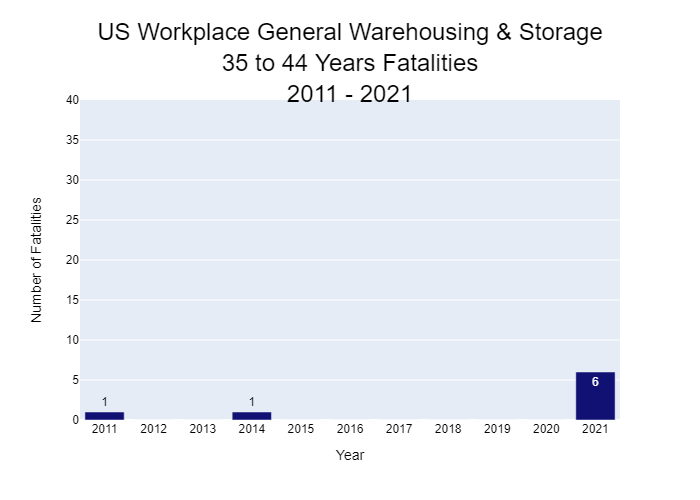 US Workplace General Warehousing & Storage
35 to 44 Years Fatalities
2011 - 2021
40
35
30
25
20
15
10
5
0
Number of Fatalities
1
1
6
2011 2012 2013 2014 2015 2016 2017 2018 2019 2020 2021
Year